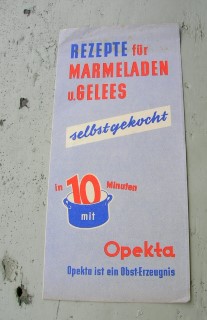 REZEPTE für
MARMELADEN
u. GELEES
selbstgekocht
in 10 Minuten
mit
Opekta
Opekta ist ein Obst-Erzeugnis